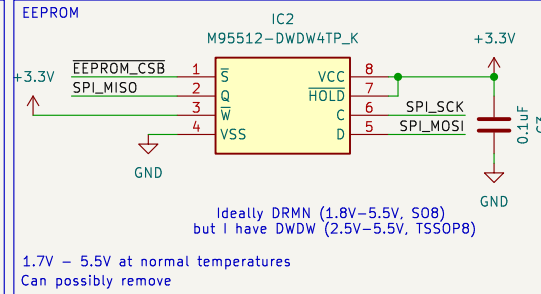 EEPROM
IC2
M95512-DWDW4TP_K
+3.3V
+3.3V
EEPROM_CSB 1 S VCC 8
SPI_MISO 2 Q HOLD 7
3 W C 6 SPI_SCK
4 VSS D 5 SPI_MOSI
0.1uF
C3
GND
GND
Ideally DRMN (1.8V-5.5V, SO8)
but I have DWDW (2.5V-5.5V, TSSOP8)
1.7V - 5.5V at normal temperatures
Can possibly remove